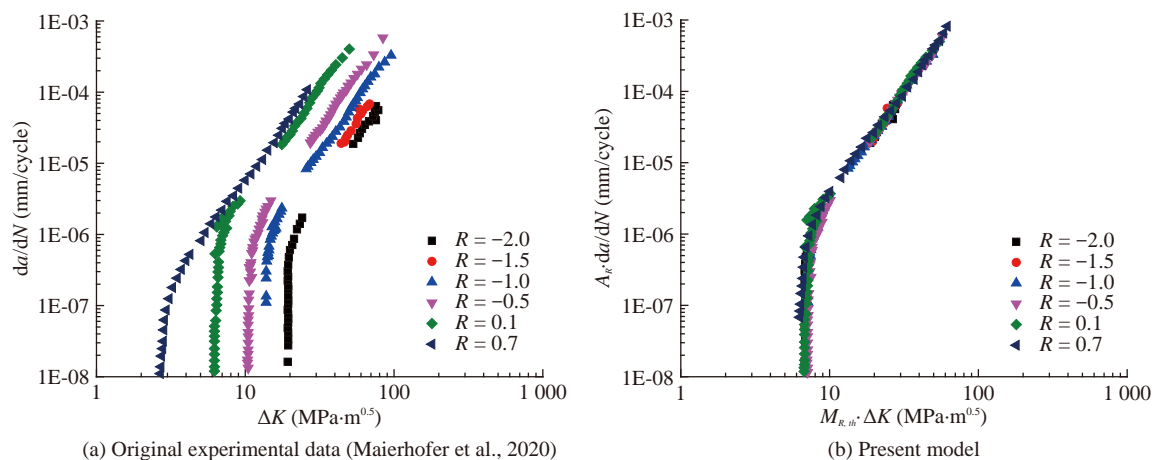 1E-03
1E-04
1E-05
1E-06
1E-07
1E-08
da/dN (mm/cycle)
1 10 100 1 000
ΔK (MPa·m^0.5)
R = −2.0
R = −1.5
R = −1.0
R = −0.5
R = 0.1
R = 0.7
(a) Original experimental data (Maierhofer et al., 2020)
1E-03
1E-04
1E-05
1E-06
1E-07
1E-08
A_R·da/dN (mm/cycle)
1 10 100 1 000
M_R, th·ΔK (MPa·m^0.5)
R = −2.0
R = −1.5
R = −1.0
R = −0.5
R = 0.1
R = 0.7
(b) Present model